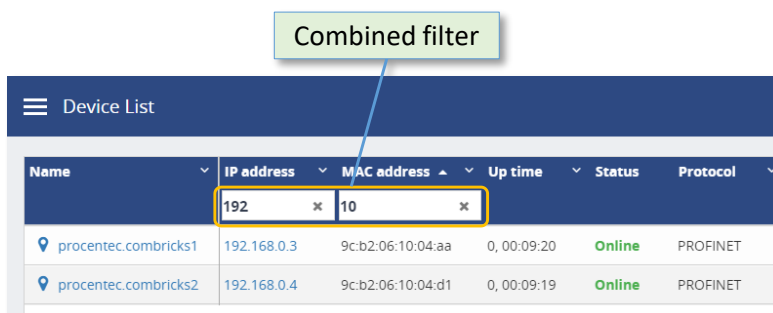 Combined filter
Device List
Name IP address MAC address Up time Status Protocol
192 10
procentec.combricks1 192.168.0.3 9c:b2:06:10:04:aa 0, 00:09:20 Online PROFINET
procentec.combricks2 192.168.0.4 9c:b2:06:10:04:d1 0, 00:09:19 Online PROFINET